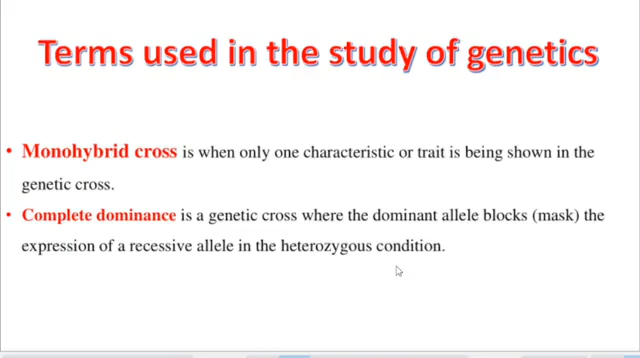 Terms used in the study of genetics
• Monohybrid cross is when only one characteristic or trait is being shown in the
genetic cross.
• Complete dominance is a genetic cross where the dominant allele blocks (mask) the
expression of a recessive allele in the heterozygous condition.